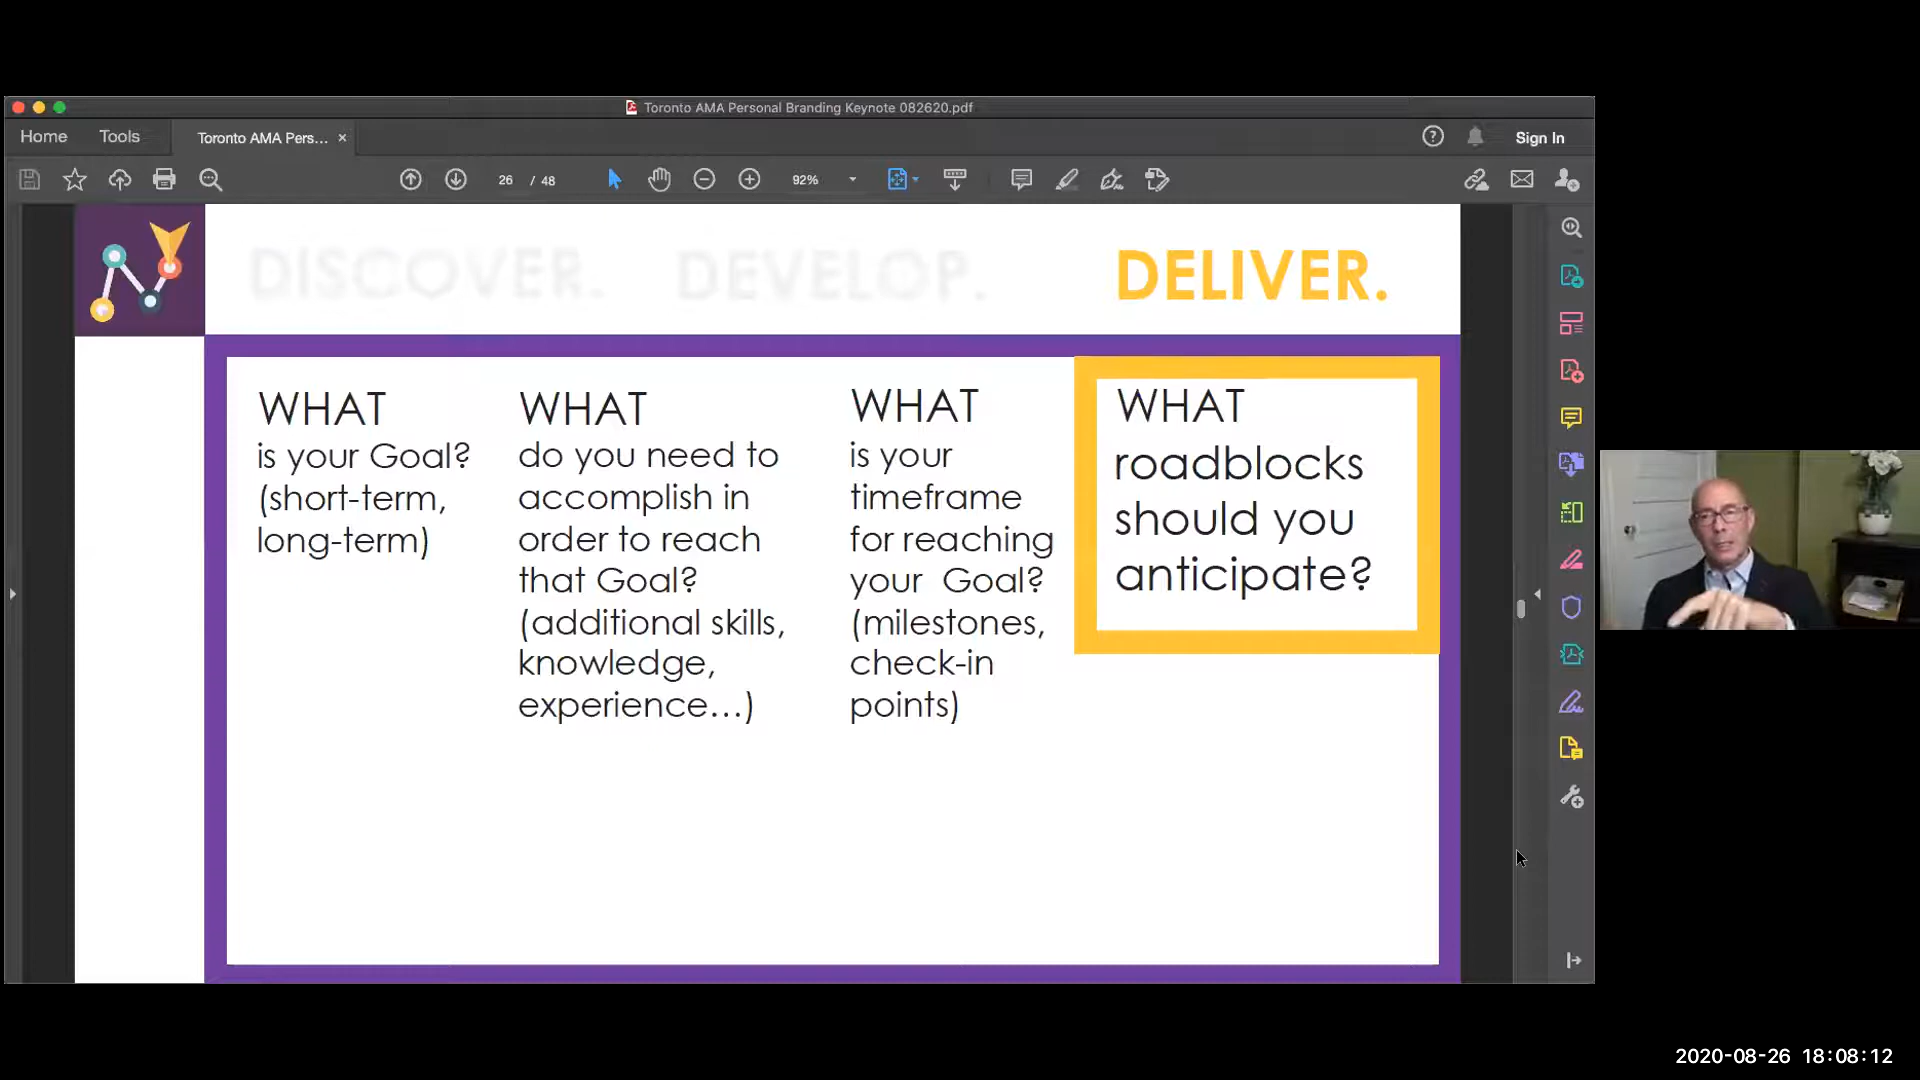 Toronto AMA Personal Branding Keynote 082620.pdf
Home Tools Toronto AMA Pers... × Sign In
26 / 48 92%
DISCOVER. DEVELOP. DELIVER.
WHAT
is your Goal?
(short-term,
long-term)
WHAT
do you need to
accomplish in
order to reach
that Goal?
(additional skills,
knowledge,
experience...)
WHAT
is your
timeframe
for reaching
your Goal?
(milestones,
check-in
points)
WHAT
roadblocks
should you
anticipate?
2020-08-26 18:08:12